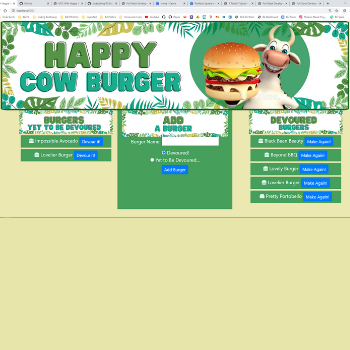 HAPPY
COW BURGER
BURGERS
YET TO BE DEVOURED
Impossible Avocado
Devour it!
Lovelier Burger
Devour it!
ADD
A BURGER
Burger Name
Devoured!
Yet to Be Devoured...
Add Burger
DEVOURED
BURGERS
Black Bean Beauty
Make Again!
Beyond BBQ
Make Again!
Lovely Burger
Make Again!
Lovelier Burger
Make Again!
Pretty Portobello
Make Again!